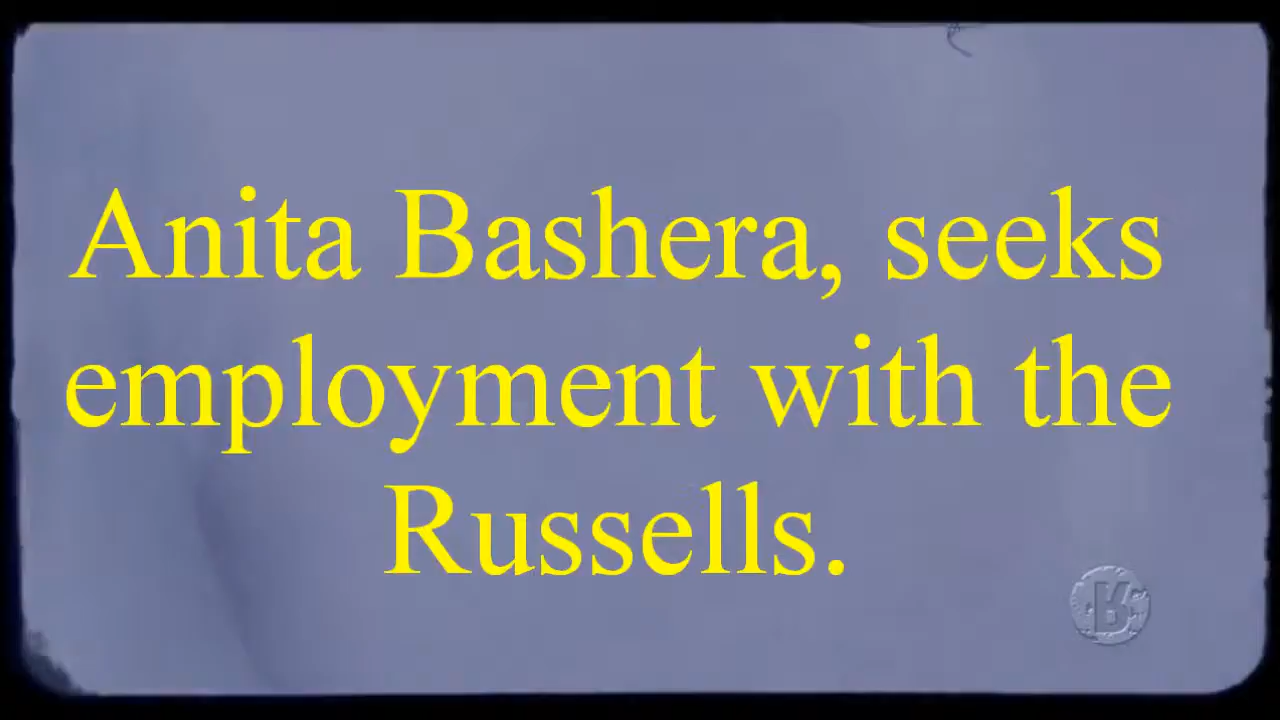 Anita Bashera, seeks
employment with the
Russells.